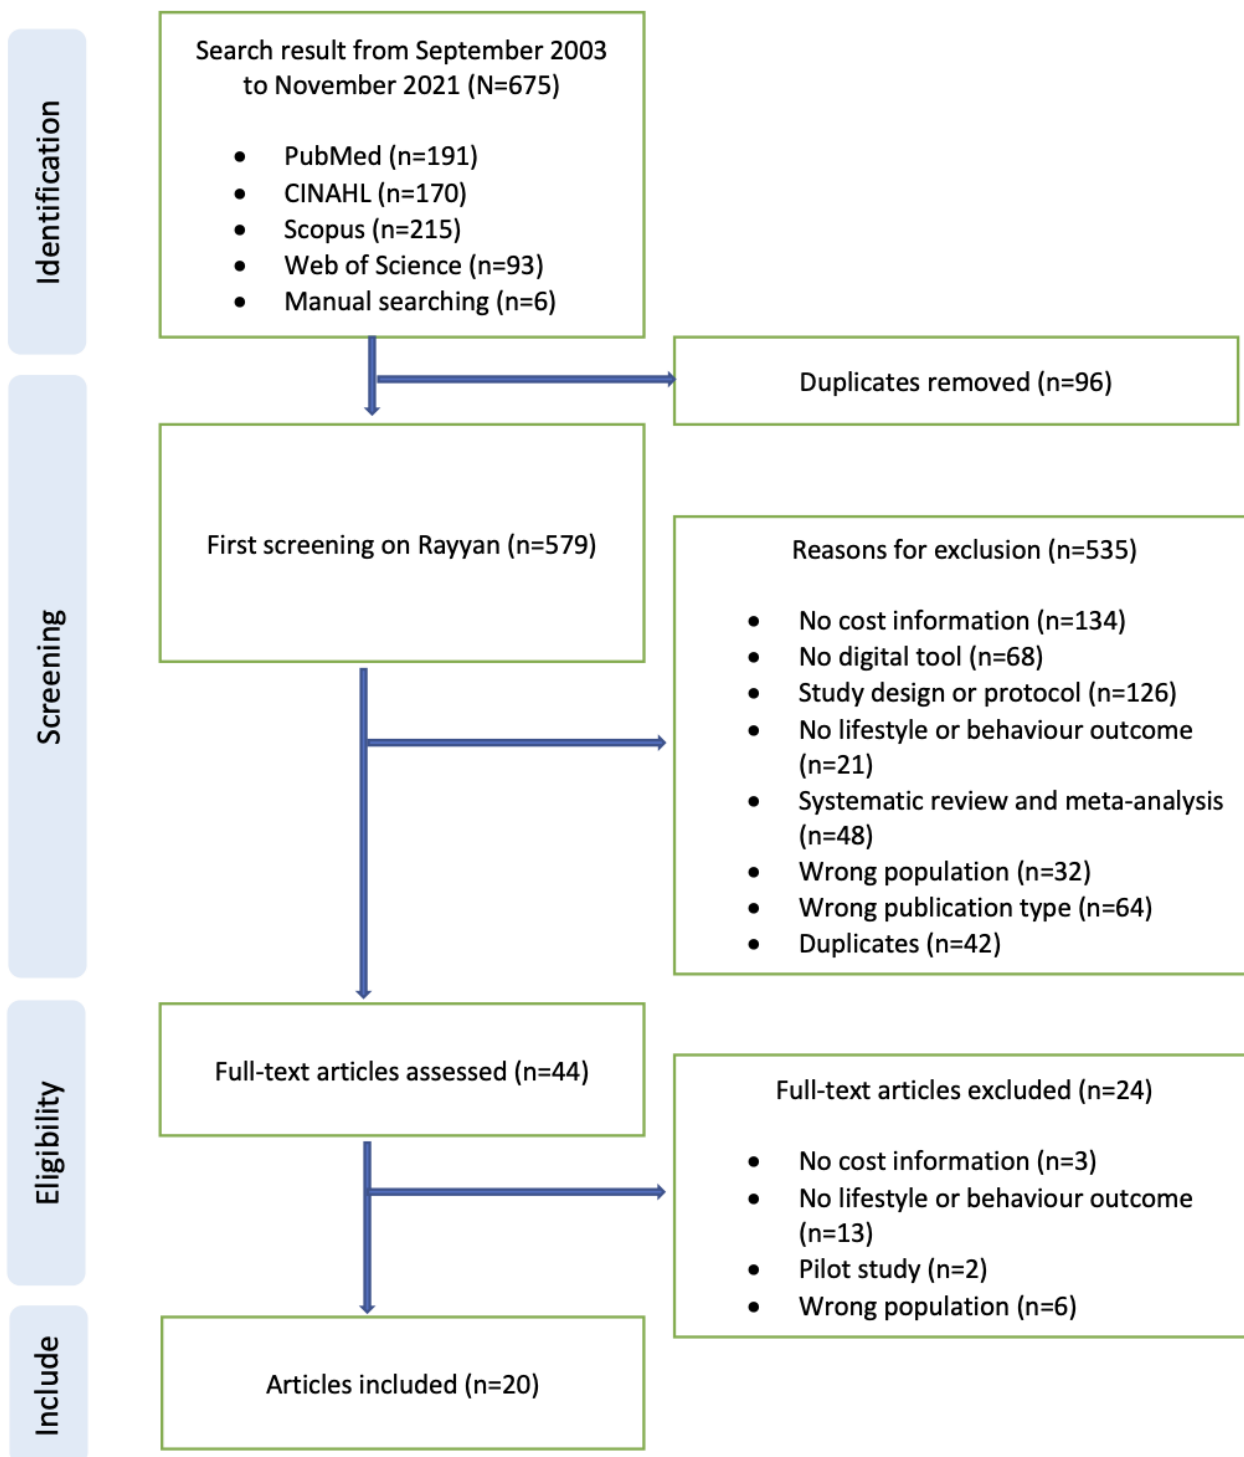 Identification
Search result from September 2003
to November 2021 (N=675)
• PubMed (n=191)
• CINAHL (n=170)
• Scopus (n=215)
• Web of Science (n=93)
• Manual searching (n=6)
Duplicates removed (n=96)
Screening
First screening on Rayyan (n=579)
Reasons for exclusion (n=535)
• No cost information (n=134)
• No digital tool (n=68)
• Study design or protocol (n=126)
• No lifestyle or behaviour outcome
(n=21)
• Systematic review and meta-analysis
(n=48)
• Wrong population (n=32)
• Wrong publication type (n=64)
• Duplicates (n=42)
Eligibility
Full-text articles assessed (n=44)
Full-text articles excluded (n=24)
• No cost information (n=3)
• No lifestyle or behaviour outcome
(n=13)
• Pilot study (n=2)
• Wrong population (n=6)
Include
Articles included (n=20)